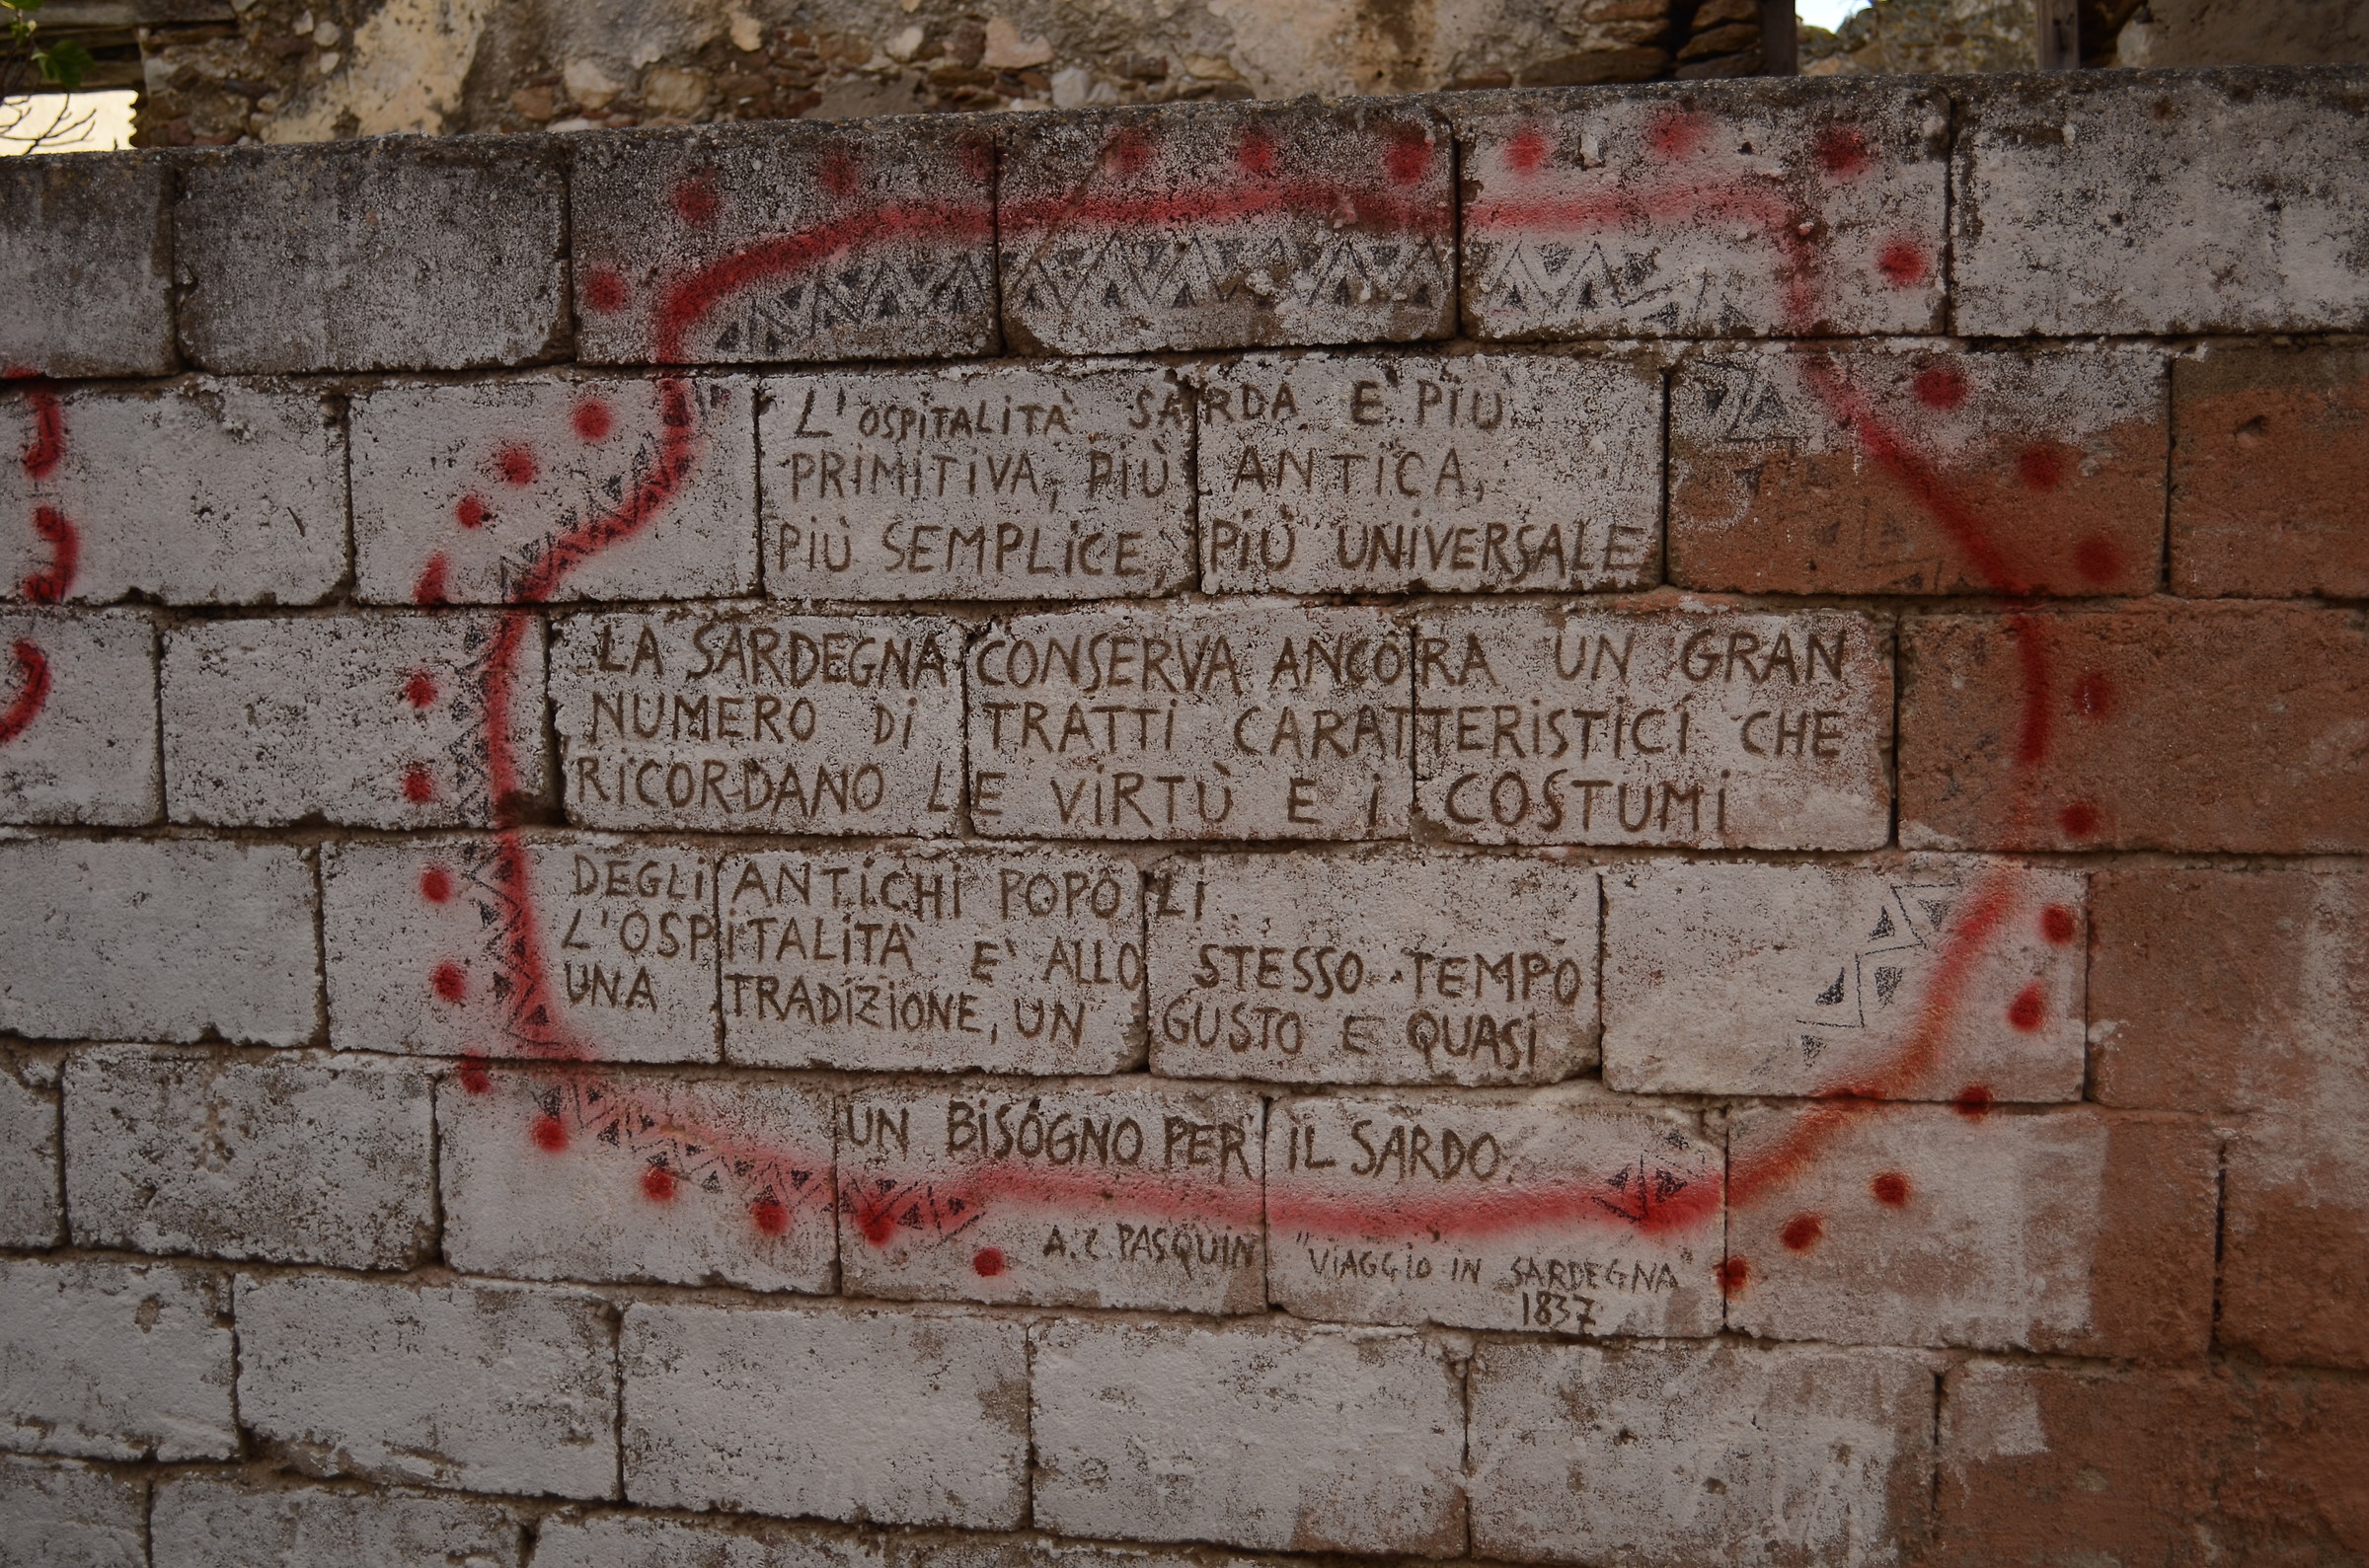 L'OSPITALITÀ SARDA E' PIÙ
PRIMITIVA, PIÙ ANTICA,
PIÙ SEMPLICE, PIÙ UNIVERSALE
LA SARDEGNA CONSERVA ANCORA UN GRAN
NUMERO Di TRATTI CARATTERISTICI CHE
RICORDANO LE VIRTÙ E i COSTUMI
DEGLI ANTICHI POPOLI
L'OSPITALITÀ E' ALLO STESSO TEMPO
UNA TRADIZIONE, UN GUSTO E QUASI
UN BISOGNO PER IL SARDO.
A. C. PASQUIN "VIAGGIO IN SARDEGNA"
1837